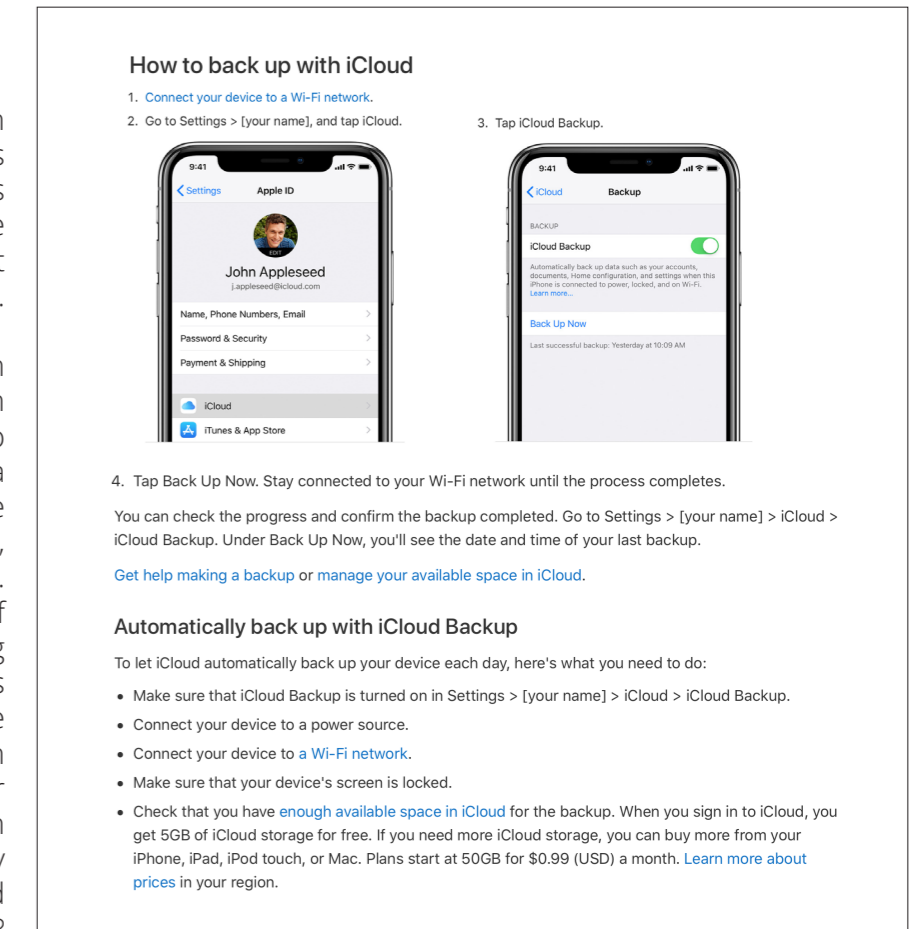 How to back up with iCloud
1. Connect your device to a Wi-Fi network.
2. Go to Settings > [your name], and tap iCloud.
9:41
Settings
Apple ID
EDIT
John Appleseed
j.appleseed@icloud.com
Name, Phone Numbers, Email
Password & Security
Payment & Shipping
iCloud
iTunes & App Store
3. Tap iCloud Backup.
9:41
iCloud
Backup
BACKUP
iCloud Backup
Automatically back up data such as your accounts,
documents, Home configuration, and settings when this
iPhone is connected to power, locked, and on Wi-Fi.
Learn more...
Back Up Now
Last successful backup: Yesterday at 10:09 AM
4. Tap Back Up Now. Stay connected to your Wi-Fi network until the process completes.
You can check the progress and confirm the backup completed. Go to Settings > [your name] > iCloud >
iCloud Backup. Under Back Up Now, you'll see the date and time of your last backup.
Get help making a backup or manage your available space in iCloud.
Automatically back up with iCloud Backup
To let iCloud automatically back up your device each day, here's what you need to do:
• Make sure that iCloud Backup is turned on in Settings > [your name] > iCloud > iCloud Backup.
• Connect your device to a power source.
• Connect your device to a Wi-Fi network.
• Make sure that your device's screen is locked.
• Check that you have enough available space in iCloud for the backup. When you sign in to iCloud, you
get 5GB of iCloud storage for free. If you need more iCloud storage, you can buy more from your
iPhone, iPad, iPod touch, or Mac. Plans start at 50GB for $0.99 (USD) a month. Learn more about
prices in your region.